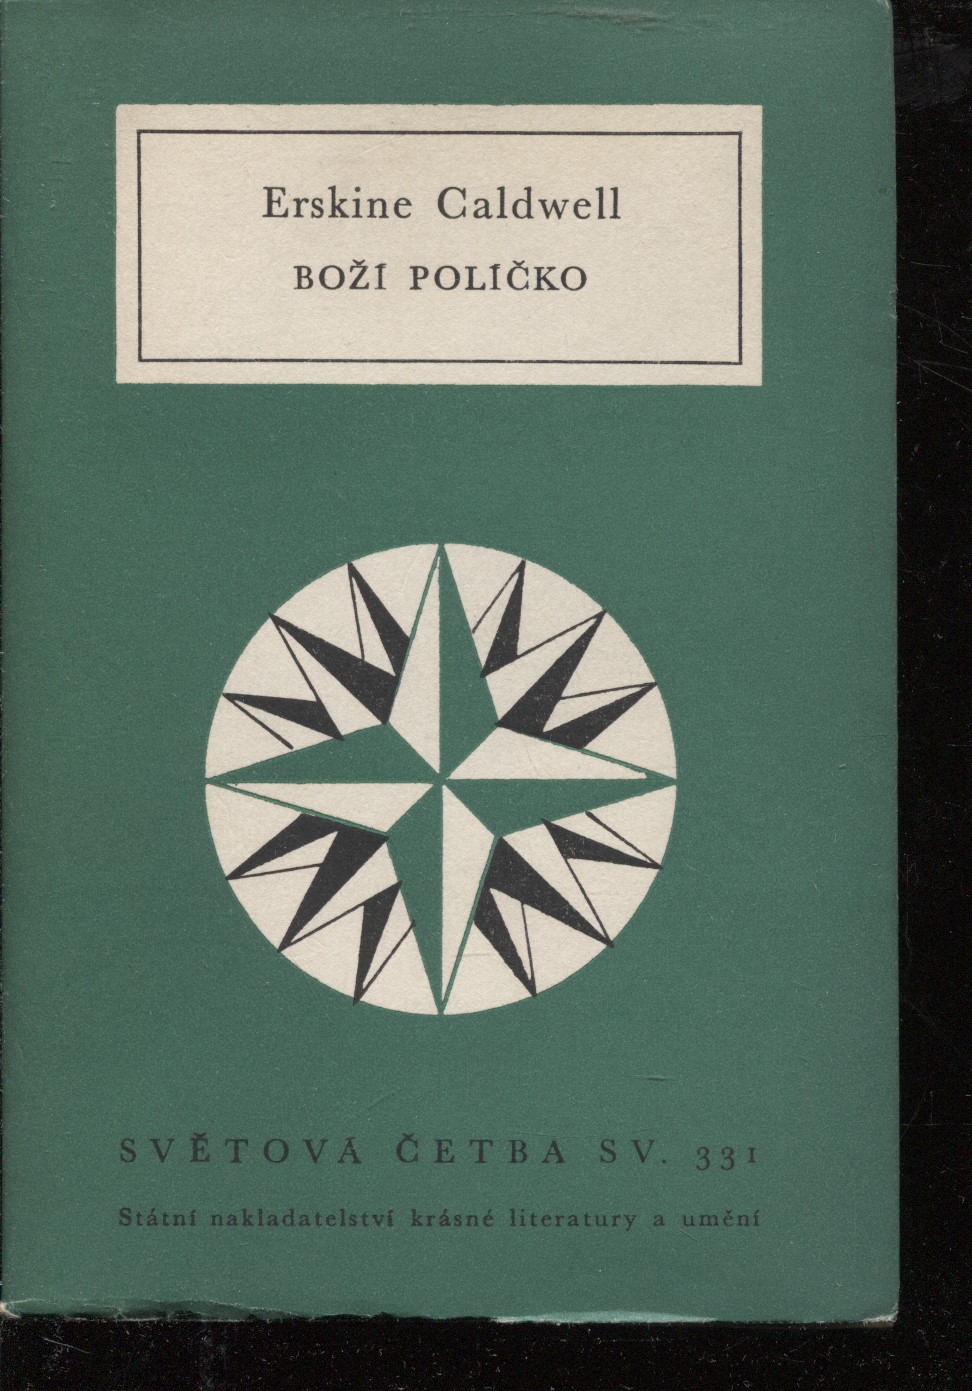 Erskine Caldwell
BOŽÍ POLÍČKO
SVĚTOVÁ ČETBA SV. 331
Státní nakladatelství krásné literatury a umění